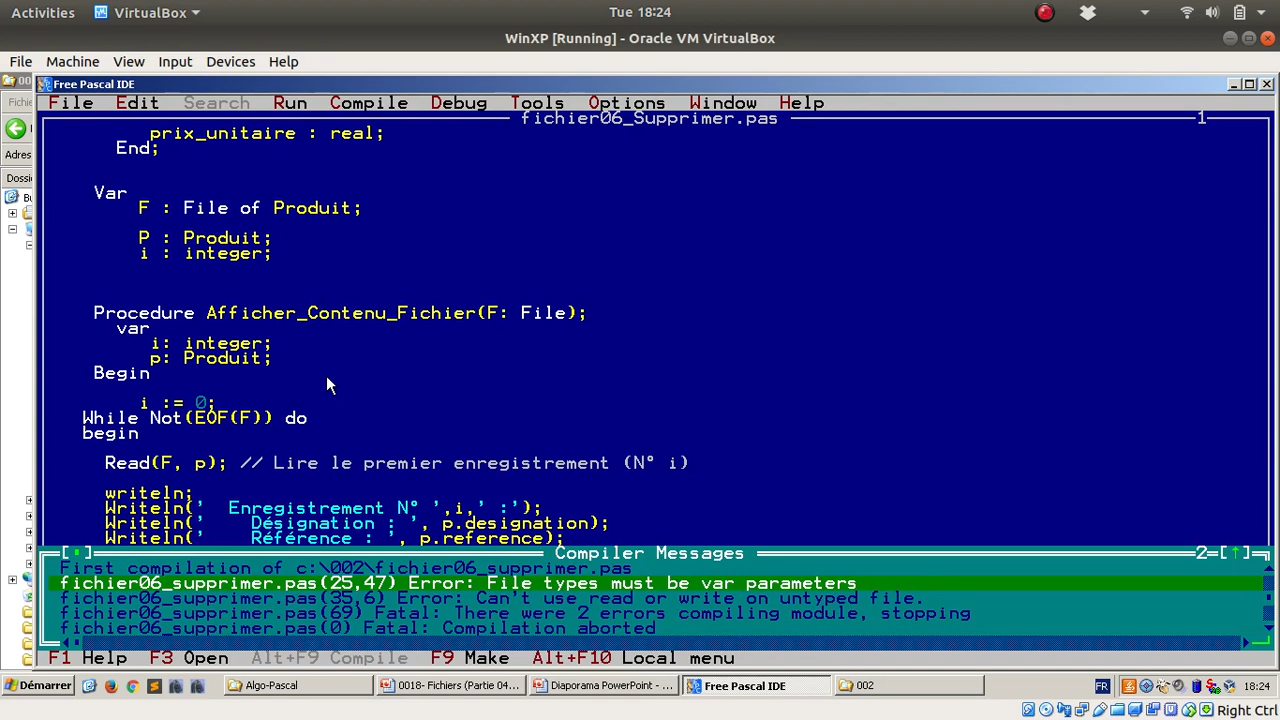 Activities VirtualBox Tue 18:24
WinXP [Running] - Oracle VM VirtualBox
File Machine View Input Devices Help
00 Free Pascal IDE
Fichie File Edit Search Run Compile Debug Tools Options Window Help
fichier06_Supprimer.pas 1
prix_unitaire : real;
Adres End;
Dossi
Var
Bu F : File of Produit;
P : Produit;
i : integer;
Procedure Afficher_Contenu_Fichier(F: File);
var
i: integer;
p: Produit;
Begin
i := 0;
While Not(EOF(F)) do
begin
Read(F, p); // Lire le premier enregistrement (N° i)
writeln;
Writeln('  Enregistrement N° ',i,' :');
Writeln('    Désignation : ', p.designation);
Writeln('    Référence : ', p.reference);
Compiler Messages 2=[↑]
First compilation of c:\002\fichier06_supprimer.pas
fichier06_supprimer.pas(25,47) Error: File types must be var parameters
fichier06_supprimer.pas(35,6) Error: Can't use read or write on untyped file.
fichier06_supprimer.pas(69) Fatal: There were 2 errors compiling module, stopping
fichier06_supprimer.pas(0) Fatal: Compilation aborted
F1 Help F3 Open Alt+F9 Compile F9 Make Alt+F10 Local menu
Démarrer Algo-Pascal 0018- Fichiers (Partie 04... Diaporama PowerPoint - ... Free Pascal IDE 002 FR 18:24
Right Ctrl